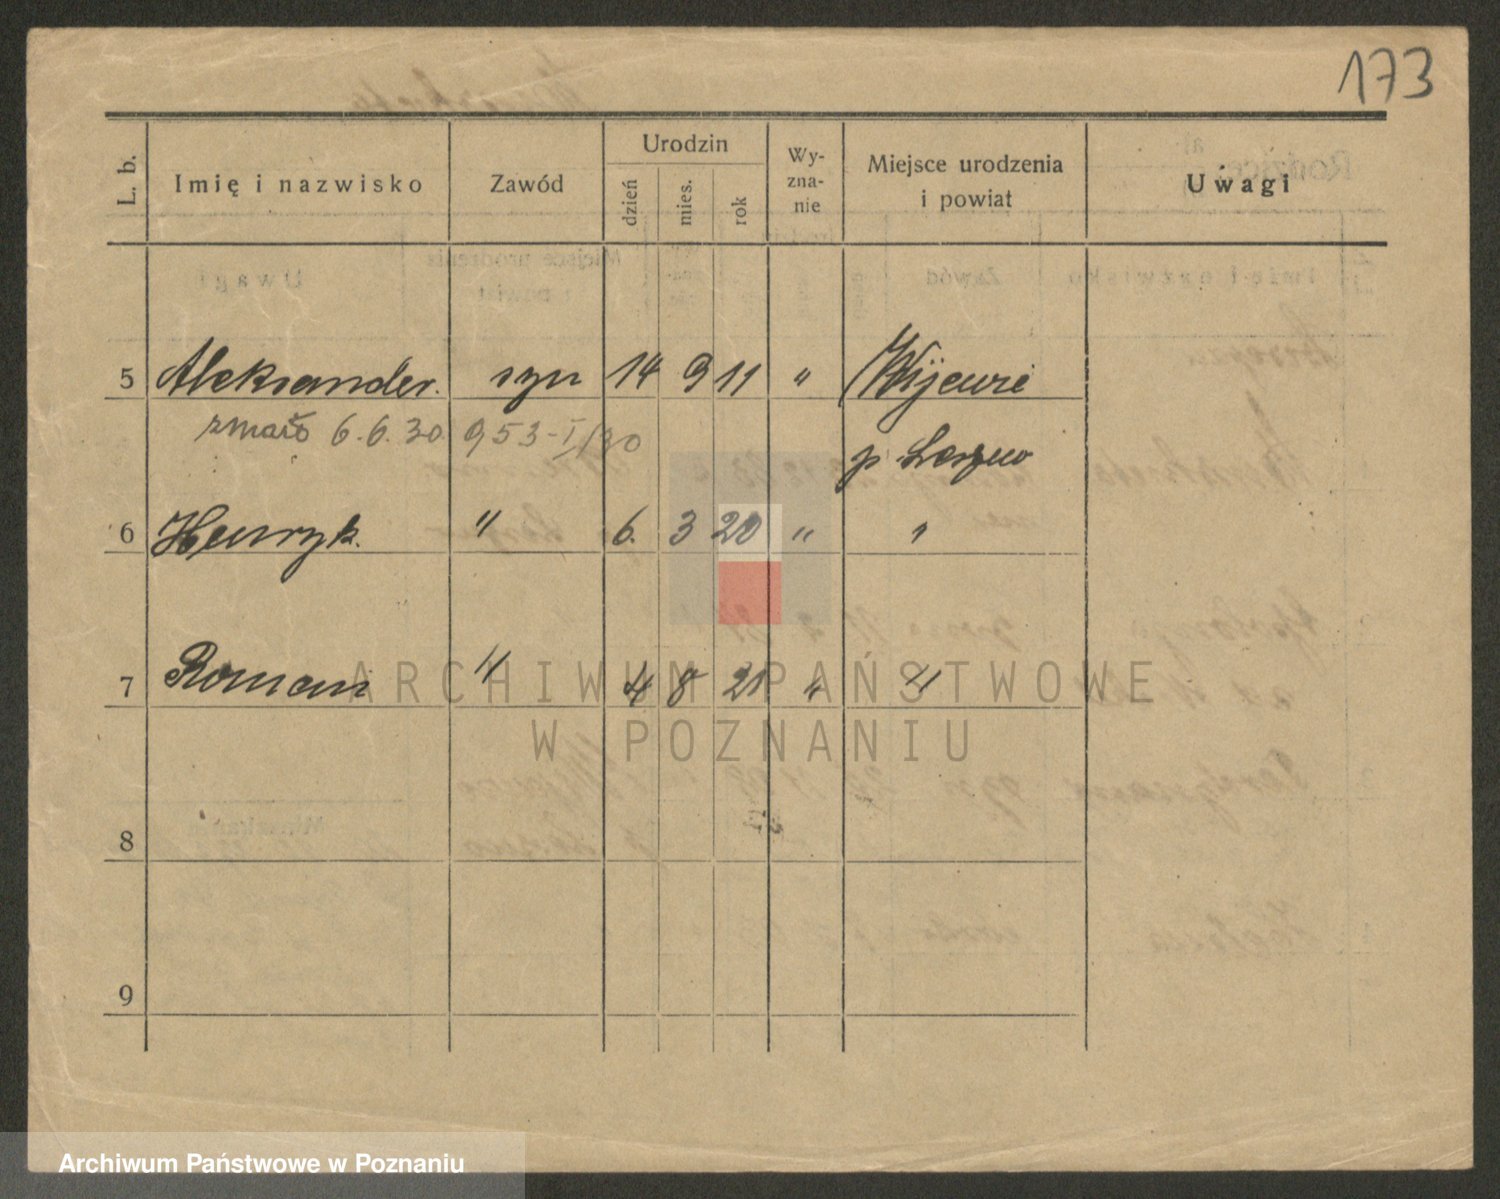 173
L. b. Imię i nazwisko Zawód Urodzin dzień mies. rok Wy-zna-nie Miejsce urodzenia i powiat Uwagi
5 Aleksander. syn 14 9 11 "
zmarł 6.6.30. 953-I/30
p.
6 Henryk. " 6. 3 20 " "
7 Roman " 4 8 21 " "
8
9
ARCHIWUM PAŃSTWOWE
W POZNANIU
Archiwum Państwowe w Poznaniu